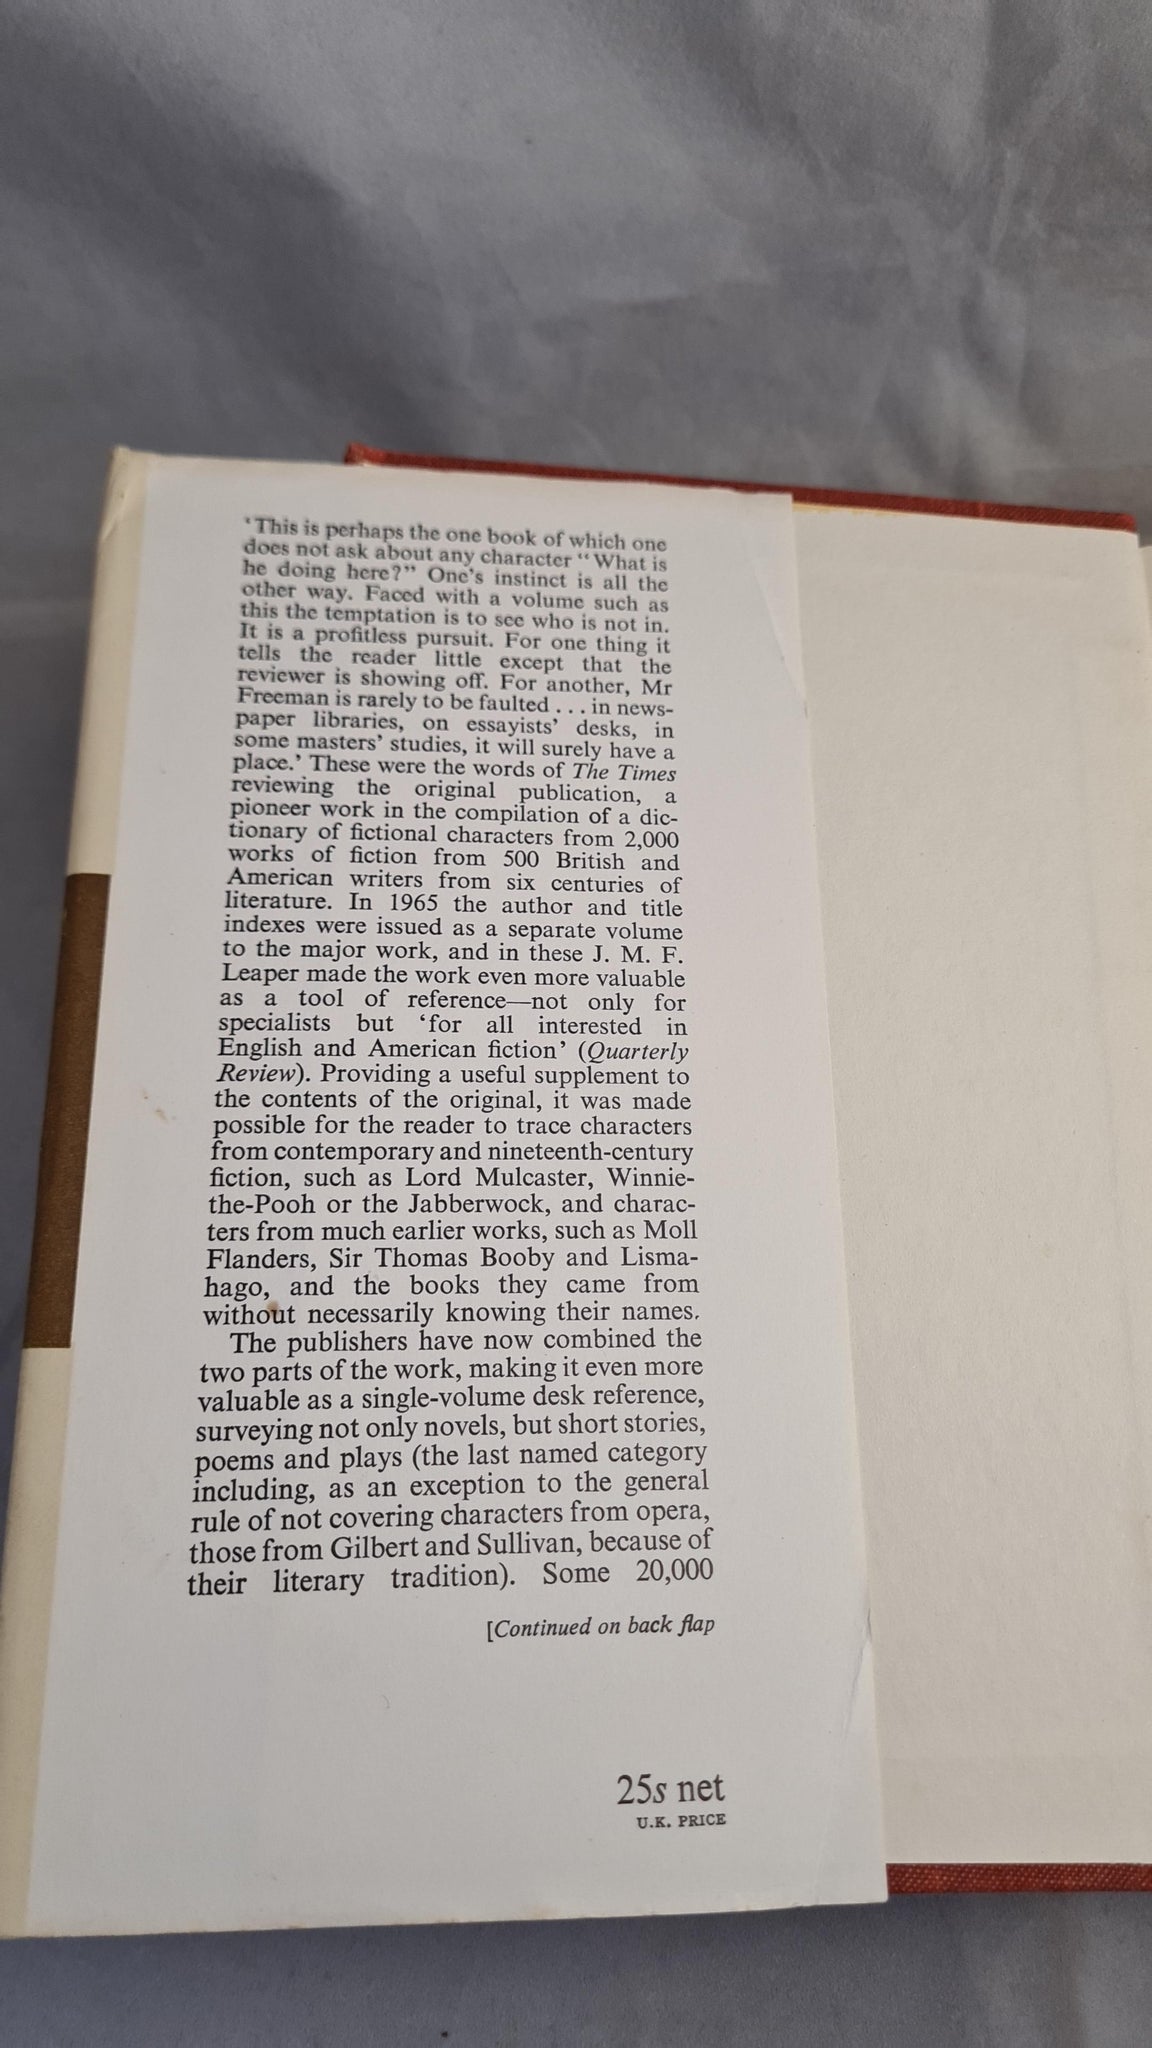 ‘This is perhaps the one book of which one
does not ask about any character “What is
he doing here?” One’s instinct is all the
other way. Faced with a volume such as
this the temptation is to see who is not in.
It is a profitless pursuit. For one thing it
tells the reader little except that the
reviewer is showing off. For another, Mr
Freeman is rarely to be faulted . . . in news-
paper libraries, on essayists’ desks, in
some masters’ studies, it will surely have a
place.’ These were the words of The Times
reviewing the original publication, a
pioneer work in the compilation of a dic-
tionary of fictional characters from 2,000
works of fiction from 500 British and
American writers from six centuries of
literature. In 1965 the author and title
indexes were issued as a separate volume
to the major work, and in these J. M. F.
Leaper made the work even more valuable
as a tool of reference—not only for
specialists but ‘for all interested in
English and American fiction’ (Quarterly
Review). Providing a useful supplement to
the contents of the original, it was made
possible for the reader to trace characters
from contemporary and nineteenth-century
fiction, such as Lord Mulcaster, Winnie-
the-Pooh or the Jabberwock, and charac-
ters from much earlier works, such as Moll
Flanders, Sir Thomas Booby and Lisma-
hago, and the books they came from
without necessarily knowing their names.
The publishers have now combined the
two parts of the work, making it even more
valuable as a single-volume desk reference,
surveying not only novels, but short stories,
poems and plays (the last named category
including, as an exception to the general
rule of not covering characters from opera,
those from Gilbert and Sullivan, because of
their literary tradition). Some 20,000
[Continued on back flap
25s net
U.K. PRICE